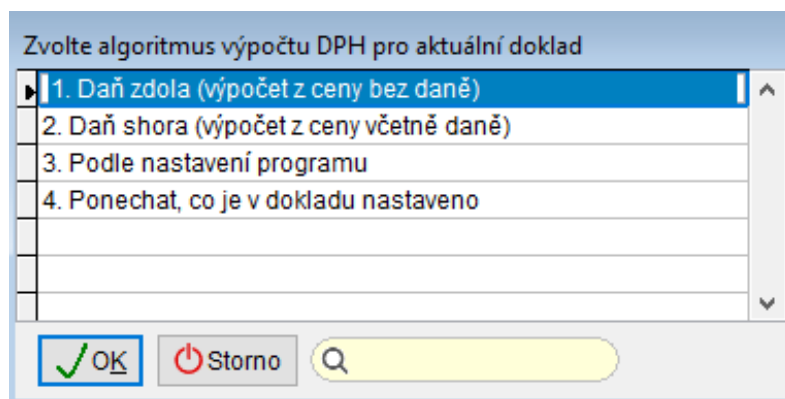 Zvolte algoritmus výpočtu DPH pro aktuální doklad
1. Daň zdola (výpočet z ceny bez daně)
2. Daň shora (výpočet z ceny včetně daně)
3. Podle nastavení programu
4. Ponechat, co je v dokladu nastaveno
OK Storno